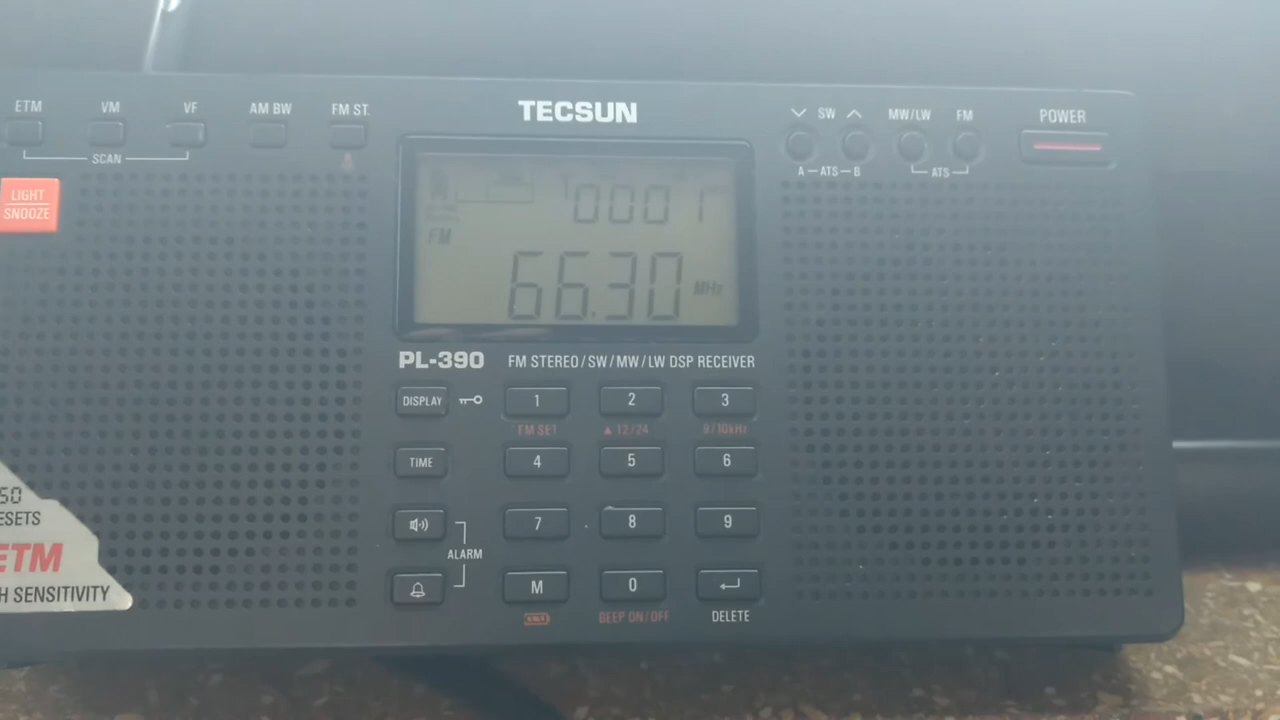 ETM VM VF AM BW FM ST.
SCAN
LIGHT
SNOOZE
TECSUN
SW MW/LW FM POWER
A ATS B ATS
FM
66.30 MHz
PL-390 FM STEREO/SW/MW/LW DSP RECEIVER
DISPLAY 1 2 3
FM SET ▲12/24 9/10kHz
TIME 4 5 6
7 8 9
ALARM
M 0
BEEP ON/OFF DELETE
50
ESETS
ETM
H SENSITIVITY